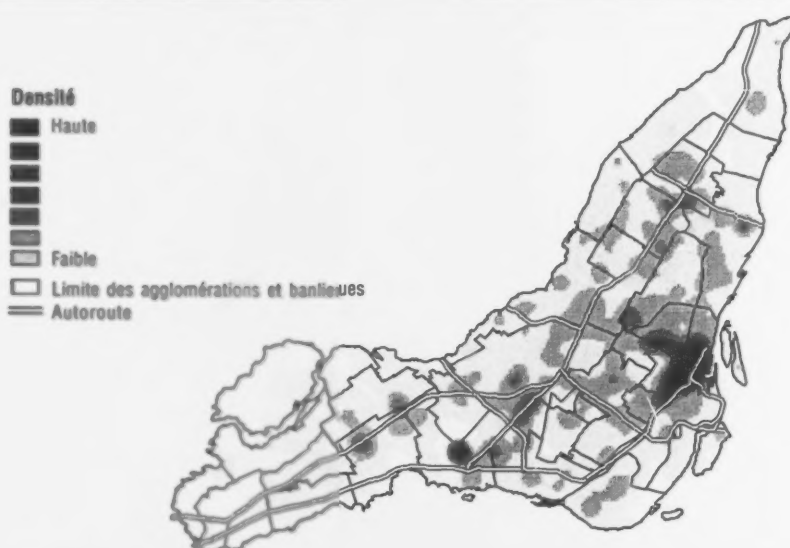 Densité
Haute
Faible
Limite des agglomérations et banlieues
Autoroute